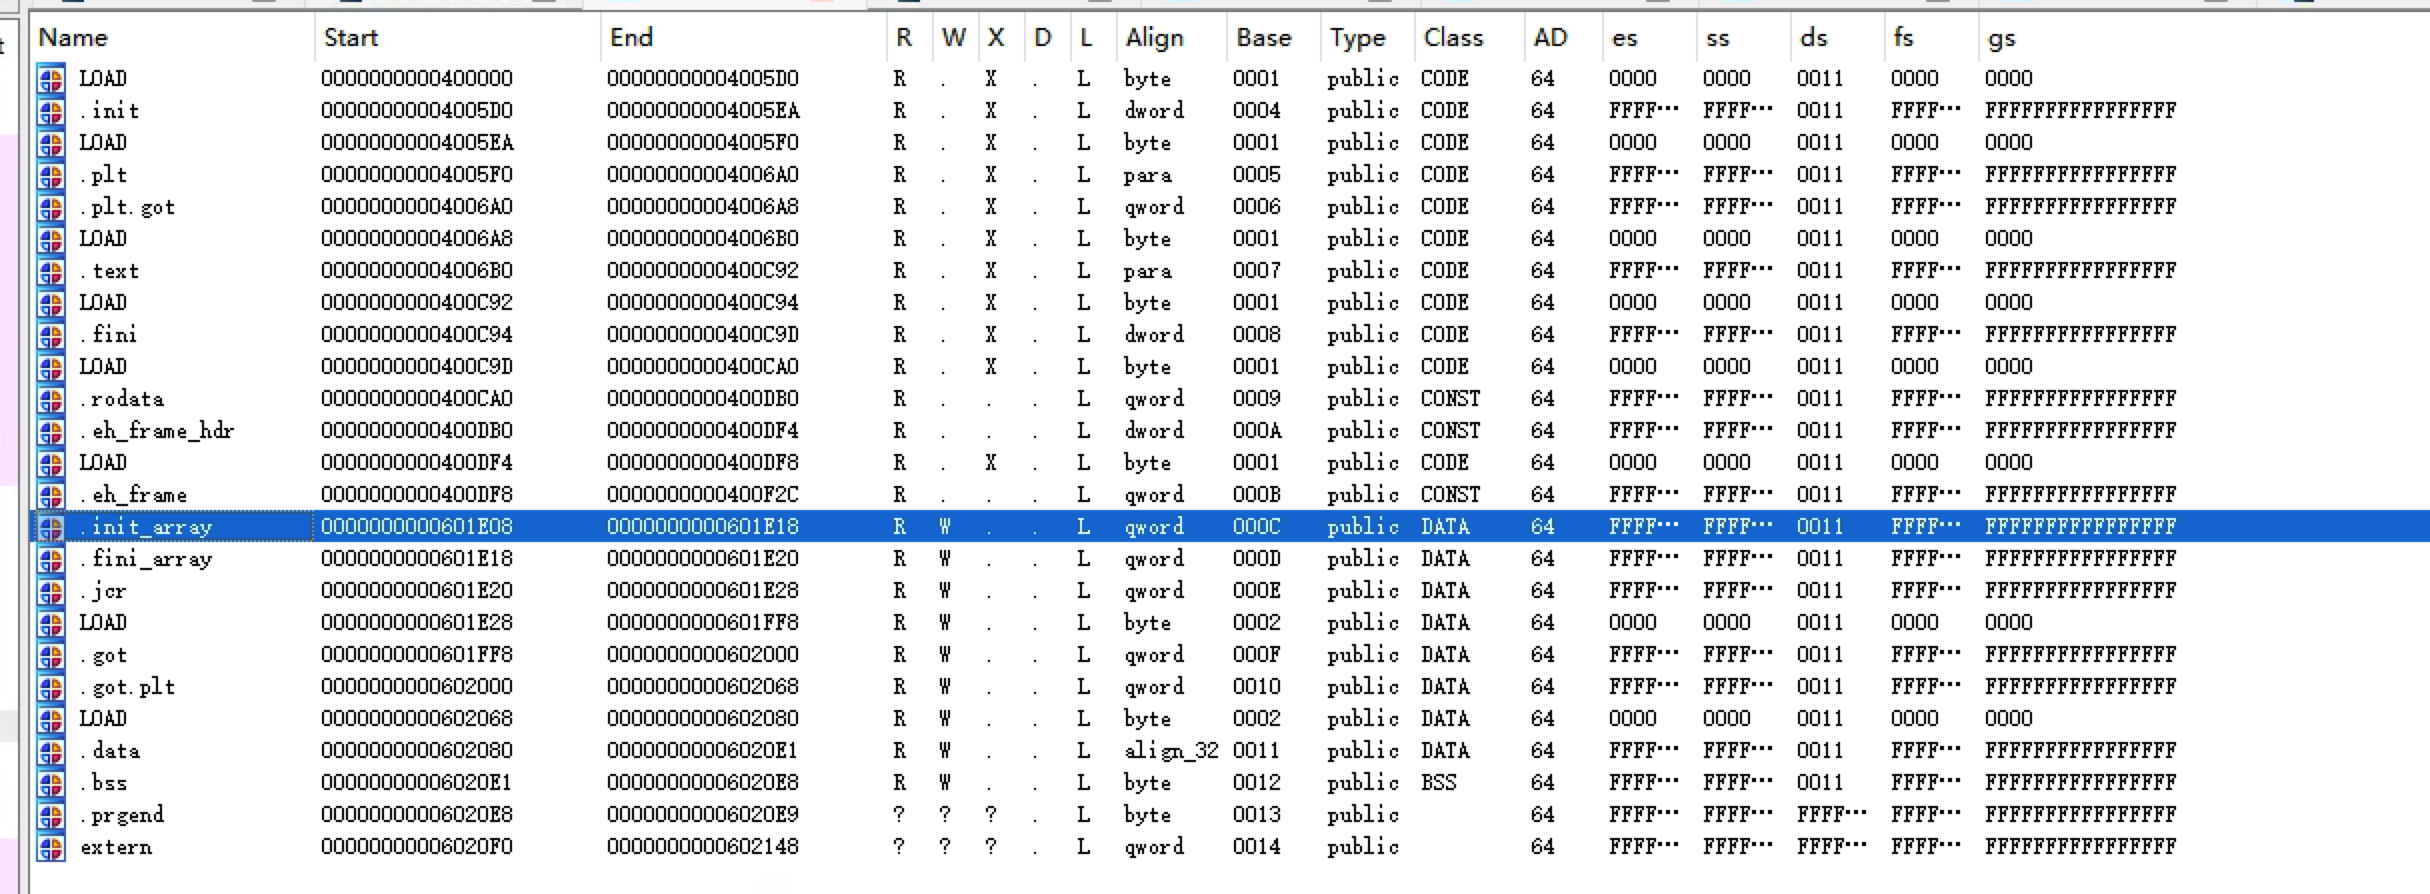 t
Name Start End R W X D L Align Base Type Class AD es ss ds fs gs
LOAD 0000000000400000 00000000004005D0 R . X . L byte 0001 public CODE 64 0000 0000 0011 0000 0000
.init 00000000004005D0 00000000004005EA R . X . L dword 0004 public CODE 64 FFFF… FFFF… 0011 FFFF… FFFFFFFFFFFFFFFF
LOAD 00000000004005EA 00000000004005F0 R . X . L byte 0001 public CODE 64 0000 0000 0011 0000 0000
.plt 00000000004005F0 00000000004006A0 R . X . L para 0005 public CODE 64 FFFF… FFFF… 0011 FFFF… FFFFFFFFFFFFFFFF
.plt.got 00000000004006A0 00000000004006A8 R . X . L qword 0006 public CODE 64 FFFF… FFFF… 0011 FFFF… FFFFFFFFFFFFFFFF
LOAD 00000000004006A8 00000000004006B0 R . X . L byte 0001 public CODE 64 0000 0000 0011 0000 0000
.text 00000000004006B0 0000000000400C92 R . X . L para 0007 public CODE 64 FFFF… FFFF… 0011 FFFF… FFFFFFFFFFFFFFFF
LOAD 0000000000400C92 0000000000400C94 R . X . L byte 0001 public CODE 64 0000 0000 0011 0000 0000
.fini 0000000000400C94 0000000000400C9D R . X . L dword 0008 public CODE 64 FFFF… FFFF… 0011 FFFF… FFFFFFFFFFFFFFFF
LOAD 0000000000400C9D 0000000000400CA0 R . X . L byte 0001 public CODE 64 0000 0000 0011 0000 0000
.rodata 0000000000400CA0 0000000000400DB0 R . . . L qword 0009 public CONST 64 FFFF… FFFF… 0011 FFFF… FFFFFFFFFFFFFFFF
.eh_frame_hdr 0000000000400DB0 0000000000400DF4 R . . . L dword 000A public CONST 64 FFFF… FFFF… 0011 FFFF… FFFFFFFFFFFFFFFF
LOAD 0000000000400DF4 0000000000400DF8 R . X . L byte 0001 public CODE 64 0000 0000 0011 0000 0000
.eh_frame 0000000000400DF8 0000000000400F2C R . . . L qword 000B public CONST 64 FFFF… FFFF… 0011 FFFF… FFFFFFFFFFFFFFFF
.init_array 0000000000601E08 0000000000601E18 R W . . L qword 000C public DATA 64 FFFF… FFFF… 0011 FFFF… FFFFFFFFFFFFFFFF
.fini_array 0000000000601E18 0000000000601E20 R W . . L qword 000D public DATA 64 FFFF… FFFF… 0011 FFFF… FFFFFFFFFFFFFFFF
.jcr 0000000000601E20 0000000000601E28 R W . . L qword 000E public DATA 64 FFFF… FFFF… 0011 FFFF… FFFFFFFFFFFFFFFF
LOAD 0000000000601E28 0000000000601FF8 R W . . L byte 0002 public DATA 64 0000 0000 0011 0000 0000
.got 0000000000601FF8 0000000000602000 R W . . L qword 000F public DATA 64 FFFF… FFFF… 0011 FFFF… FFFFFFFFFFFFFFFF
.got.plt 0000000000602000 0000000000602068 R W . . L qword 0010 public DATA 64 FFFF… FFFF… 0011 FFFF… FFFFFFFFFFFFFFFF
LOAD 0000000000602068 0000000000602080 R W . . L byte 0002 public DATA 64 0000 0000 0011 0000 0000
.data 0000000000602080 00000000006020E1 R W . . L align_32 0011 public DATA 64 FFFF… FFFF… 0011 FFFF… FFFFFFFFFFFFFFFF
.bss 00000000006020E1 00000000006020E8 R W . . L byte 0012 public BSS 64 FFFF… FFFF… 0011 FFFF… FFFFFFFFFFFFFFFF
.prgend 00000000006020E8 00000000006020E9 ? ? ? . L byte 0013 public 64 FFFF… FFFF… FFFF… FFFF… FFFFFFFFFFFFFFFF
extern 00000000006020F0 0000000000602148 ? ? ? . L qword 0014 public 64 FFFF… FFFF… FFFF… FFFF… FFFFFFFFFFFFFFFF